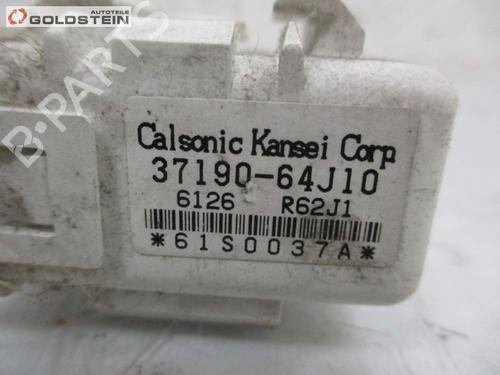 Autoteile
GOLDSTEIN
B-PARTS
Calsonic Kansei Corp
37190-64J10
6126 R62J1
*61S0037A*